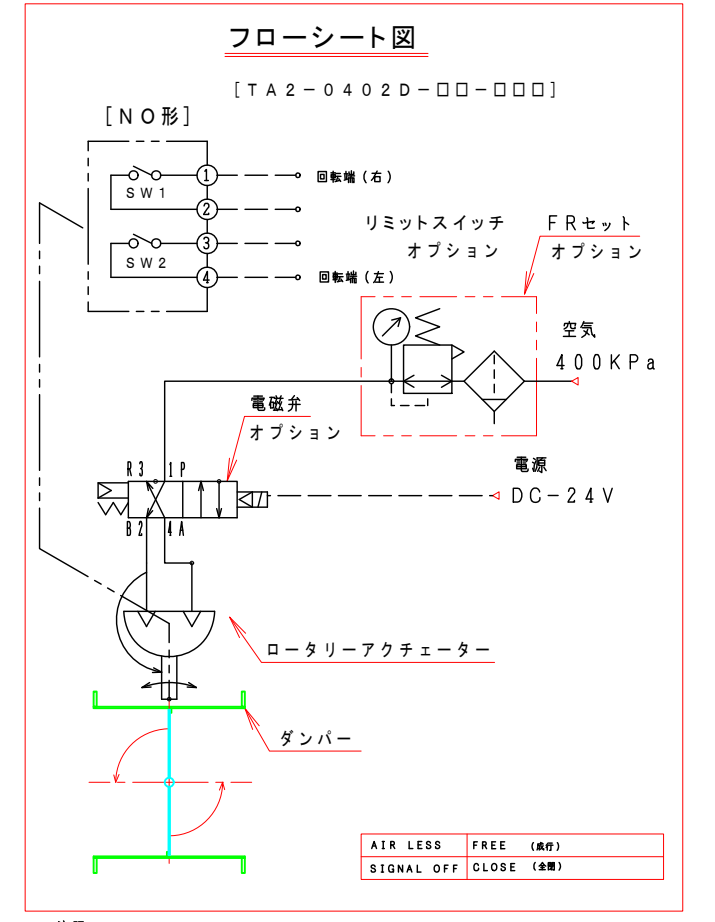 フローシート図
[TA2-0402D-□□-□□□]
[NO形]
1
回転端(右)
SW1
2
3
SW2
4
回転端(左)
リミットスイッチ
オプション
FRセット
オプション
空気
400KPa
電磁弁
オプション
R3
1P
B2
4A
電源
DC-24V
ロータリーアクチェーター
ダンパー
AIR LESS FREE (成行)
SIGNAL OFF CLOSE (全閉)